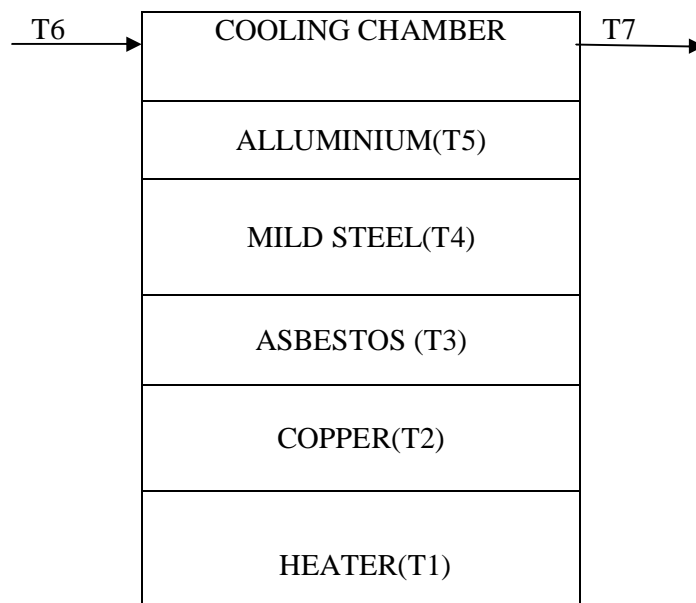 T6
COOLING CHAMBER
T7
ALLUMINIUM(T5)
MILD STEEL(T4)
ASBESTOS (T3)
COPPER(T2)
HEATER(T1)